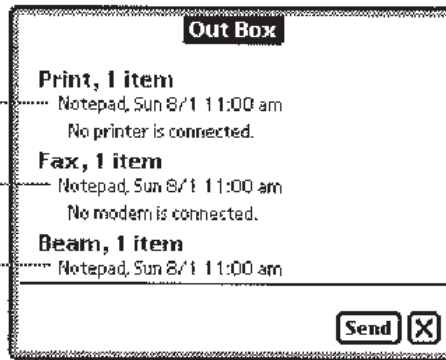 Out Box
Print, 1 item
Notepad, Sun 8/1 11:00 am
No printer is connected.
Fax, 1 item
Notepad, Sun 8/1 11:00 am
No modem is connected.
Beam, 1 item
Notepad, Sun 8/1 11:00 am
Send X